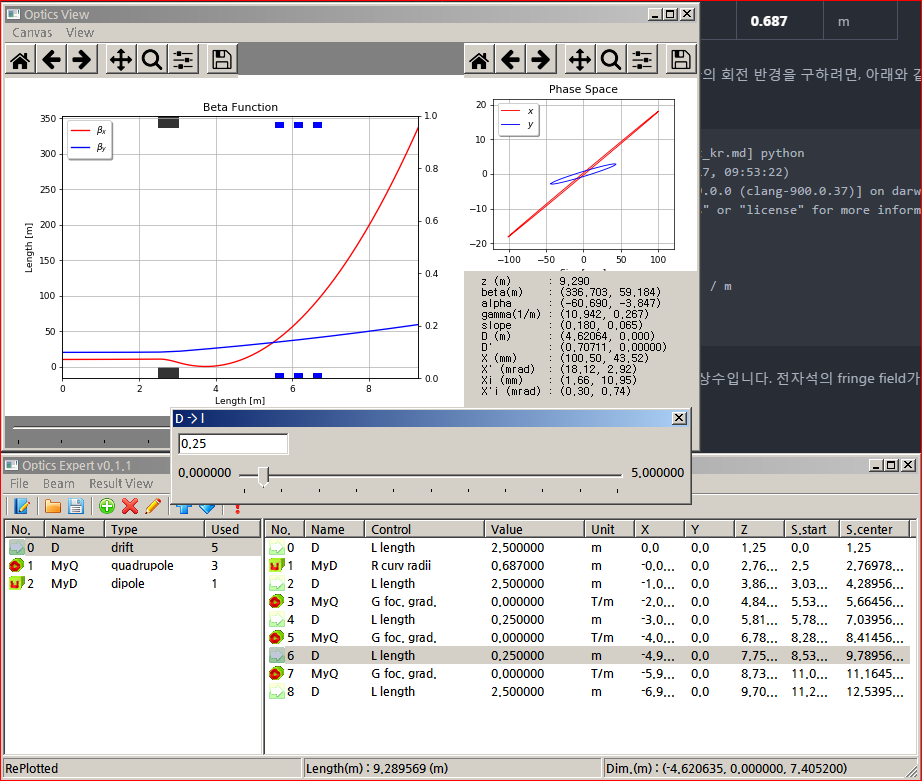 Optics View
Canvas View
Beta Function
βx
βy
350
300
250
200
150
100
50
0
Length [m]
1.0
0.8
0.6
0.4
0.2
0.0
0 2 4 6 8
Length [m]
Phase Space
x
y
20
10
0
−10
−20
−100 −50 0 50 100
z (m) : 9.290
beta(m) : (336.703, 59.184)
alpha : (-60.690, -3.847)
gamma(1/m) : (10.942, 0.267)
slope : (0.180, 0.065)
D (m) : (4.62064, 0.000)
D' : (0.70711, 0.00000)
X (mm) : (100.50, 43.52)
X' (mrad) : (18.12, 2.92)
Xi (mm) : (1.66, 10.95)
X'i (mrad) : (0.30, 0.74)
0.687 m
의 회전 반경을 구하려면, 아래와 같
_kr.md] python
7, 09:53:22)
.0.0 (clang-900.0.37)] on darw
" or "license" for more inform
/ m
상수입니다. 전자석의 fringe field가
D -> l
0.25
0.000000 5.000000
Optics Expert v0.1.1
File Beam Result View
No. Name Type Used
0 D drift 5
1 MyQ quadrupole 3
2 MyD dipole 1
No. Name Control Value Unit X Y Z S.start S.center
0 D L length 2.500000 m 0.0 0.0 1.25 0.0 1.25
1 MyD R curv radii 0.687000 m -0.0... 0.0 2.76... 2.5 2.76978...
2 D L length 2.500000 m -1.0... 0.0 3.86... 3.03... 4.28956...
3 MyQ G foc. grad. 0.000000 T/m -2.0... 0.0 4.84... 5.53... 5.66456...
4 D L length 0.250000 m -3.0... 0.0 5.81... 5.78... 7.03956...
5 MyQ G foc. grad. 0.000000 T/m -4.0... 0.0 6.78... 8.28... 8.41456...
6 D L length 0.250000 m -4.9... 0.0 7.75... 8.53... 9.78956...
7 MyQ G foc. grad. 0.000000 T/m -5.9... 0.0 8.73... 11.0... 11.1645...
8 D L length 2.500000 m -6.9... 0.0 9.70... 11.2... 12.5395...
RePlotted
Length(m) : 9.289569 (m)
Dim.(m) : (-4.620635, 0.000000, 7.405200)